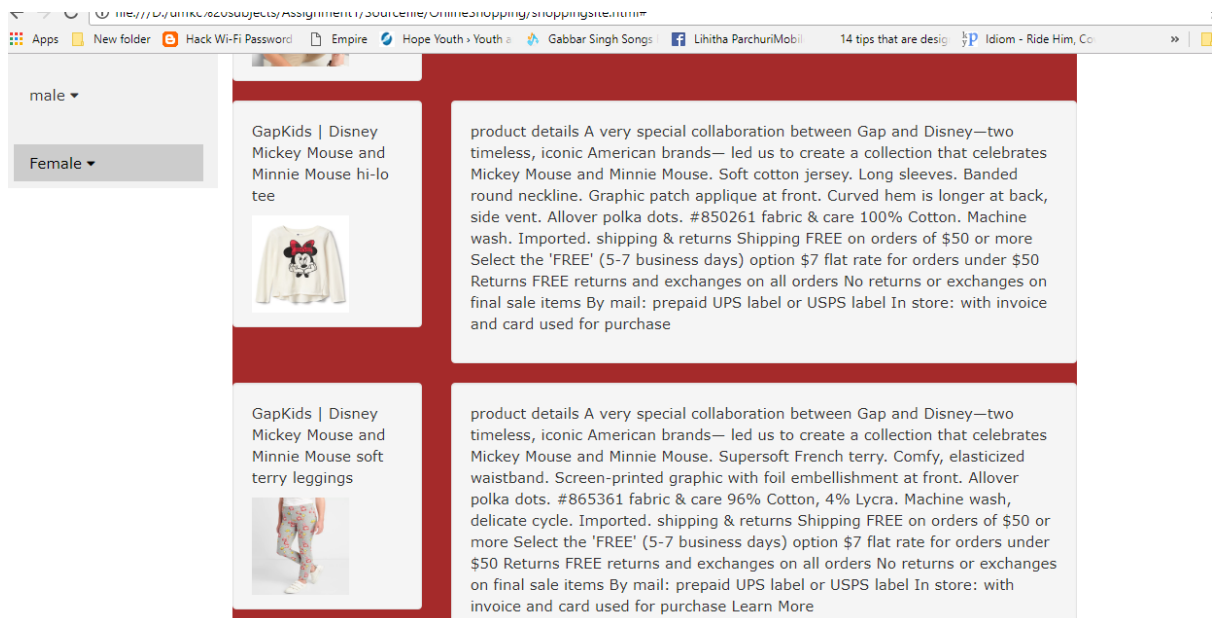 file:///D:/umkc%20subjects/Assignment1/Sourcefile/OnlineShopping/shoppingsite.html#
Apps New folder Hack Wi-Fi Password Empire Hope Youth › Youth a Gabbar Singh Songs Lihitha ParchuriMobil 14 tips that are desig Idiom - Ride Him, Co »
male
Female
GapKids | Disney
Mickey Mouse and
Minnie Mouse hi-lo
tee
product details A very special collaboration between Gap and Disney—two
timeless, iconic American brands— led us to create a collection that celebrates
Mickey Mouse and Minnie Mouse. Soft cotton jersey. Long sleeves. Banded
round neckline. Graphic patch applique at front. Curved hem is longer at back,
side vent. Allover polka dots. #850261 fabric & care 100% Cotton. Machine
wash. Imported. shipping & returns Shipping FREE on orders of $50 or more
Select the 'FREE' (5-7 business days) option $7 flat rate for orders under $50
Returns FREE returns and exchanges on all orders No returns or exchanges on
final sale items By mail: prepaid UPS label or USPS label In store: with invoice
and card used for purchase
GapKids | Disney
Mickey Mouse and
Minnie Mouse soft
terry leggings
product details A very special collaboration between Gap and Disney—two
timeless, iconic American brands— led us to create a collection that celebrates
Mickey Mouse and Minnie Mouse. Supersoft French terry. Comfy, elasticized
waistband. Screen-printed graphic with foil embellishment at front. Allover
polka dots. #865361 fabric & care 96% Cotton, 4% Lycra. Machine wash,
delicate cycle. Imported. shipping & returns Shipping FREE on orders of $50 or
more Select the 'FREE' (5-7 business days) option $7 flat rate for orders under
$50 Returns FREE returns and exchanges on all orders No returns or exchanges
on final sale items By mail: prepaid UPS label or USPS label In store: with
invoice and card used for purchase Learn More